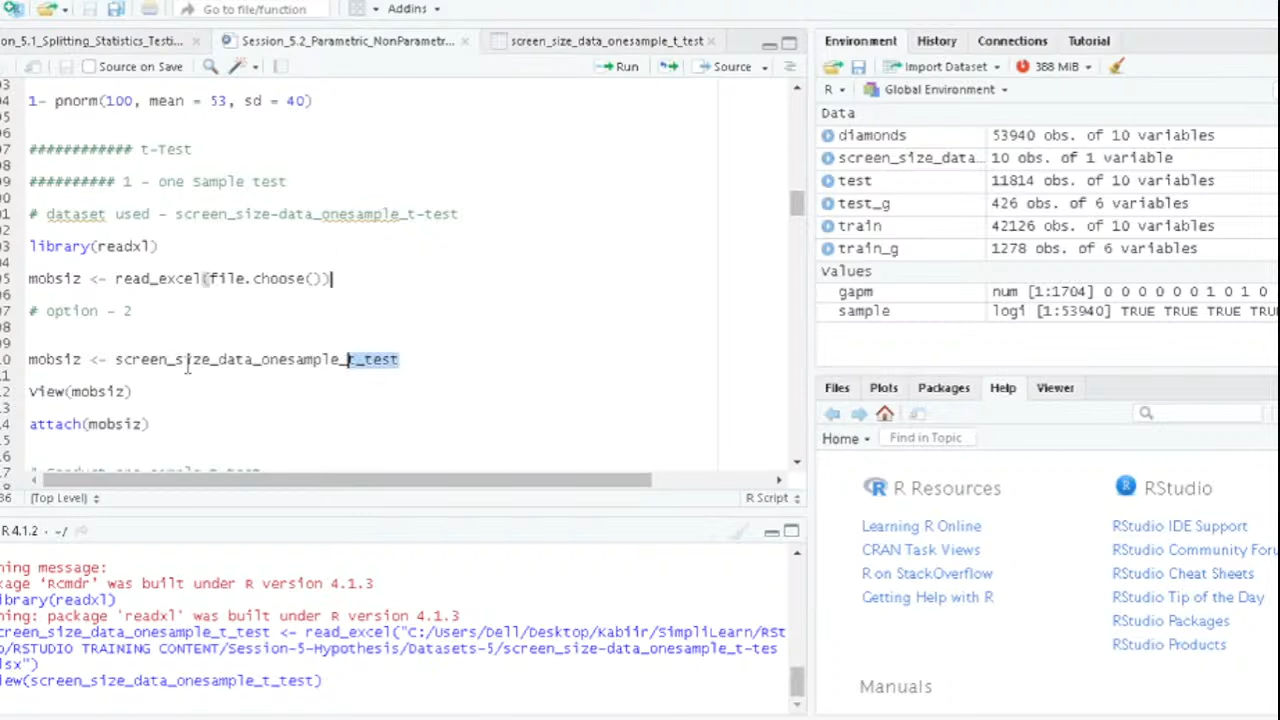 Go to file/function
Addins
on_5.1_Splitting_Statistics_Testi...
Session_5.2_Parametric_NonParametr...
screen_size_data_onesample_t_test
Source on Save
Run
Source
03
1- pnorm(100, mean = 53, sd = 40)
############ t-Test
########## 1 - one Sample test
# dataset used - screen_size-data_onesample_t-test
library(readxl)
mobsiz <- read_excel(file.choose())
# option - 2
mobsiz <- screen_size_data_onesample_t_test
View(mobsiz)
attach(mobsiz)
# Conduct one sample t-test
36
(Top Level)
R Script
R 4.1.2 · ~/
ning message:
ckage 'Rcmdr' was built under R version 4.1.3
ibrary(readxl)
ning: package 'readxl' was built under R version 4.1.3
creen_size_data_onesample_t_test <- read_excel("C:/Users/Dell/Desktop/Kabiir/SimpliLearn/RSt
o/RSTUDIO TRAINING CONTENT/Session-5-Hypothesis/Datasets-5/screen_size-data_onesample_t-tes
lsx")
iew(screen_size_data_onesample_t_test)
Environment
History
Connections
Tutorial
Import Dataset
388 MiB
R
Global Environment
Data
diamonds 53940 obs. of 10 variables
screen_size_data... 10 obs. of 1 variable
test 11814 obs. of 10 variables
test_g 426 obs. of 6 variables
train 42126 obs. of 10 variables
train_g 1278 obs. of 6 variables
Values
gapm num [1:1704] 0 0 0 0 0 0 1 0 1 0
sample logi [1:53940] TRUE TRUE TRUE TRU
Files
Plots
Packages
Help
Viewer
Home
Find in Topic
R Resources
Learning R Online
CRAN Task Views
R on StackOverflow
Getting Help with R
RStudio
RStudio IDE Support
RStudio Community Foru
RStudio Cheat Sheets
RStudio Tip of the Day
RStudio Packages
RStudio Products
Manuals